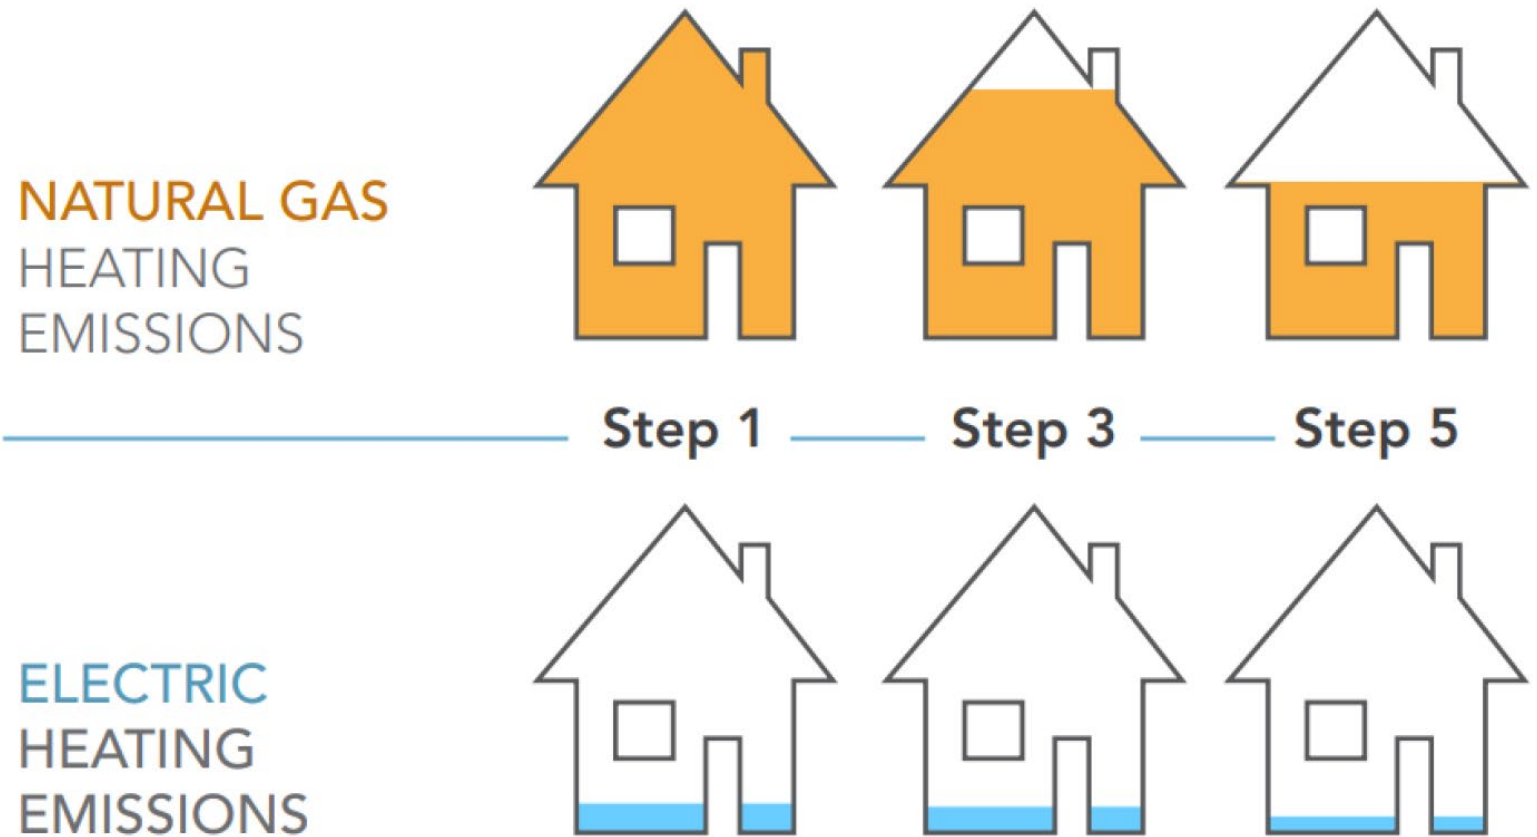 NATURAL GAS
HEATING
EMISSIONS
Step 1 Step 3 Step 5
ELECTRIC
HEATING
EMISSIONS